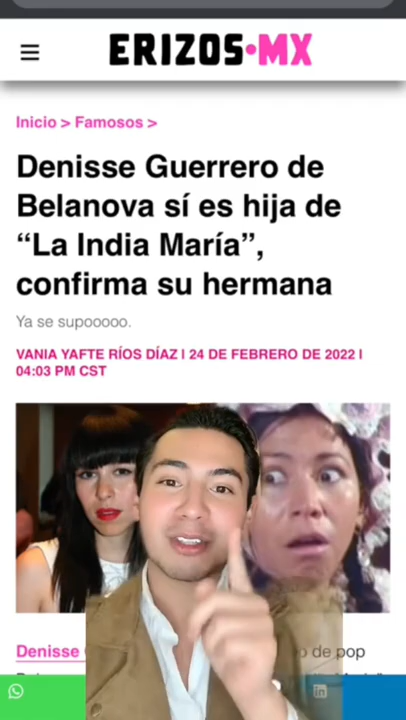 ERIZOS•MX
Inicio > Famosos >
Denisse Guerrero de
Belanova sí es hija de
“La India María”,
confirma su hermana
Ya se supooooo.
VANIA YAFTE RÍOS DÍAZ | 24 DE FEBRERO DE 2022 |
04:03 PM CST
Denisse
de pop